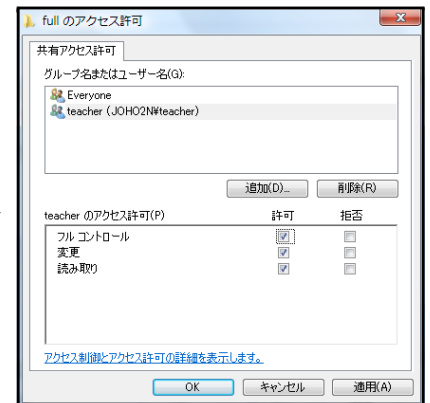 full のアクセス許可
共有アクセス許可
グループ名またはユーザー名(G):
Everyone
teacher (JOHO2N¥teacher)
追加(D)... 削除(R)
teacher のアクセス許可(P) 許可 拒否
フル コントロール
変更
読み取り
アクセス制御とアクセス許可の詳細を表示します。
OK キャンセル 適用(A)